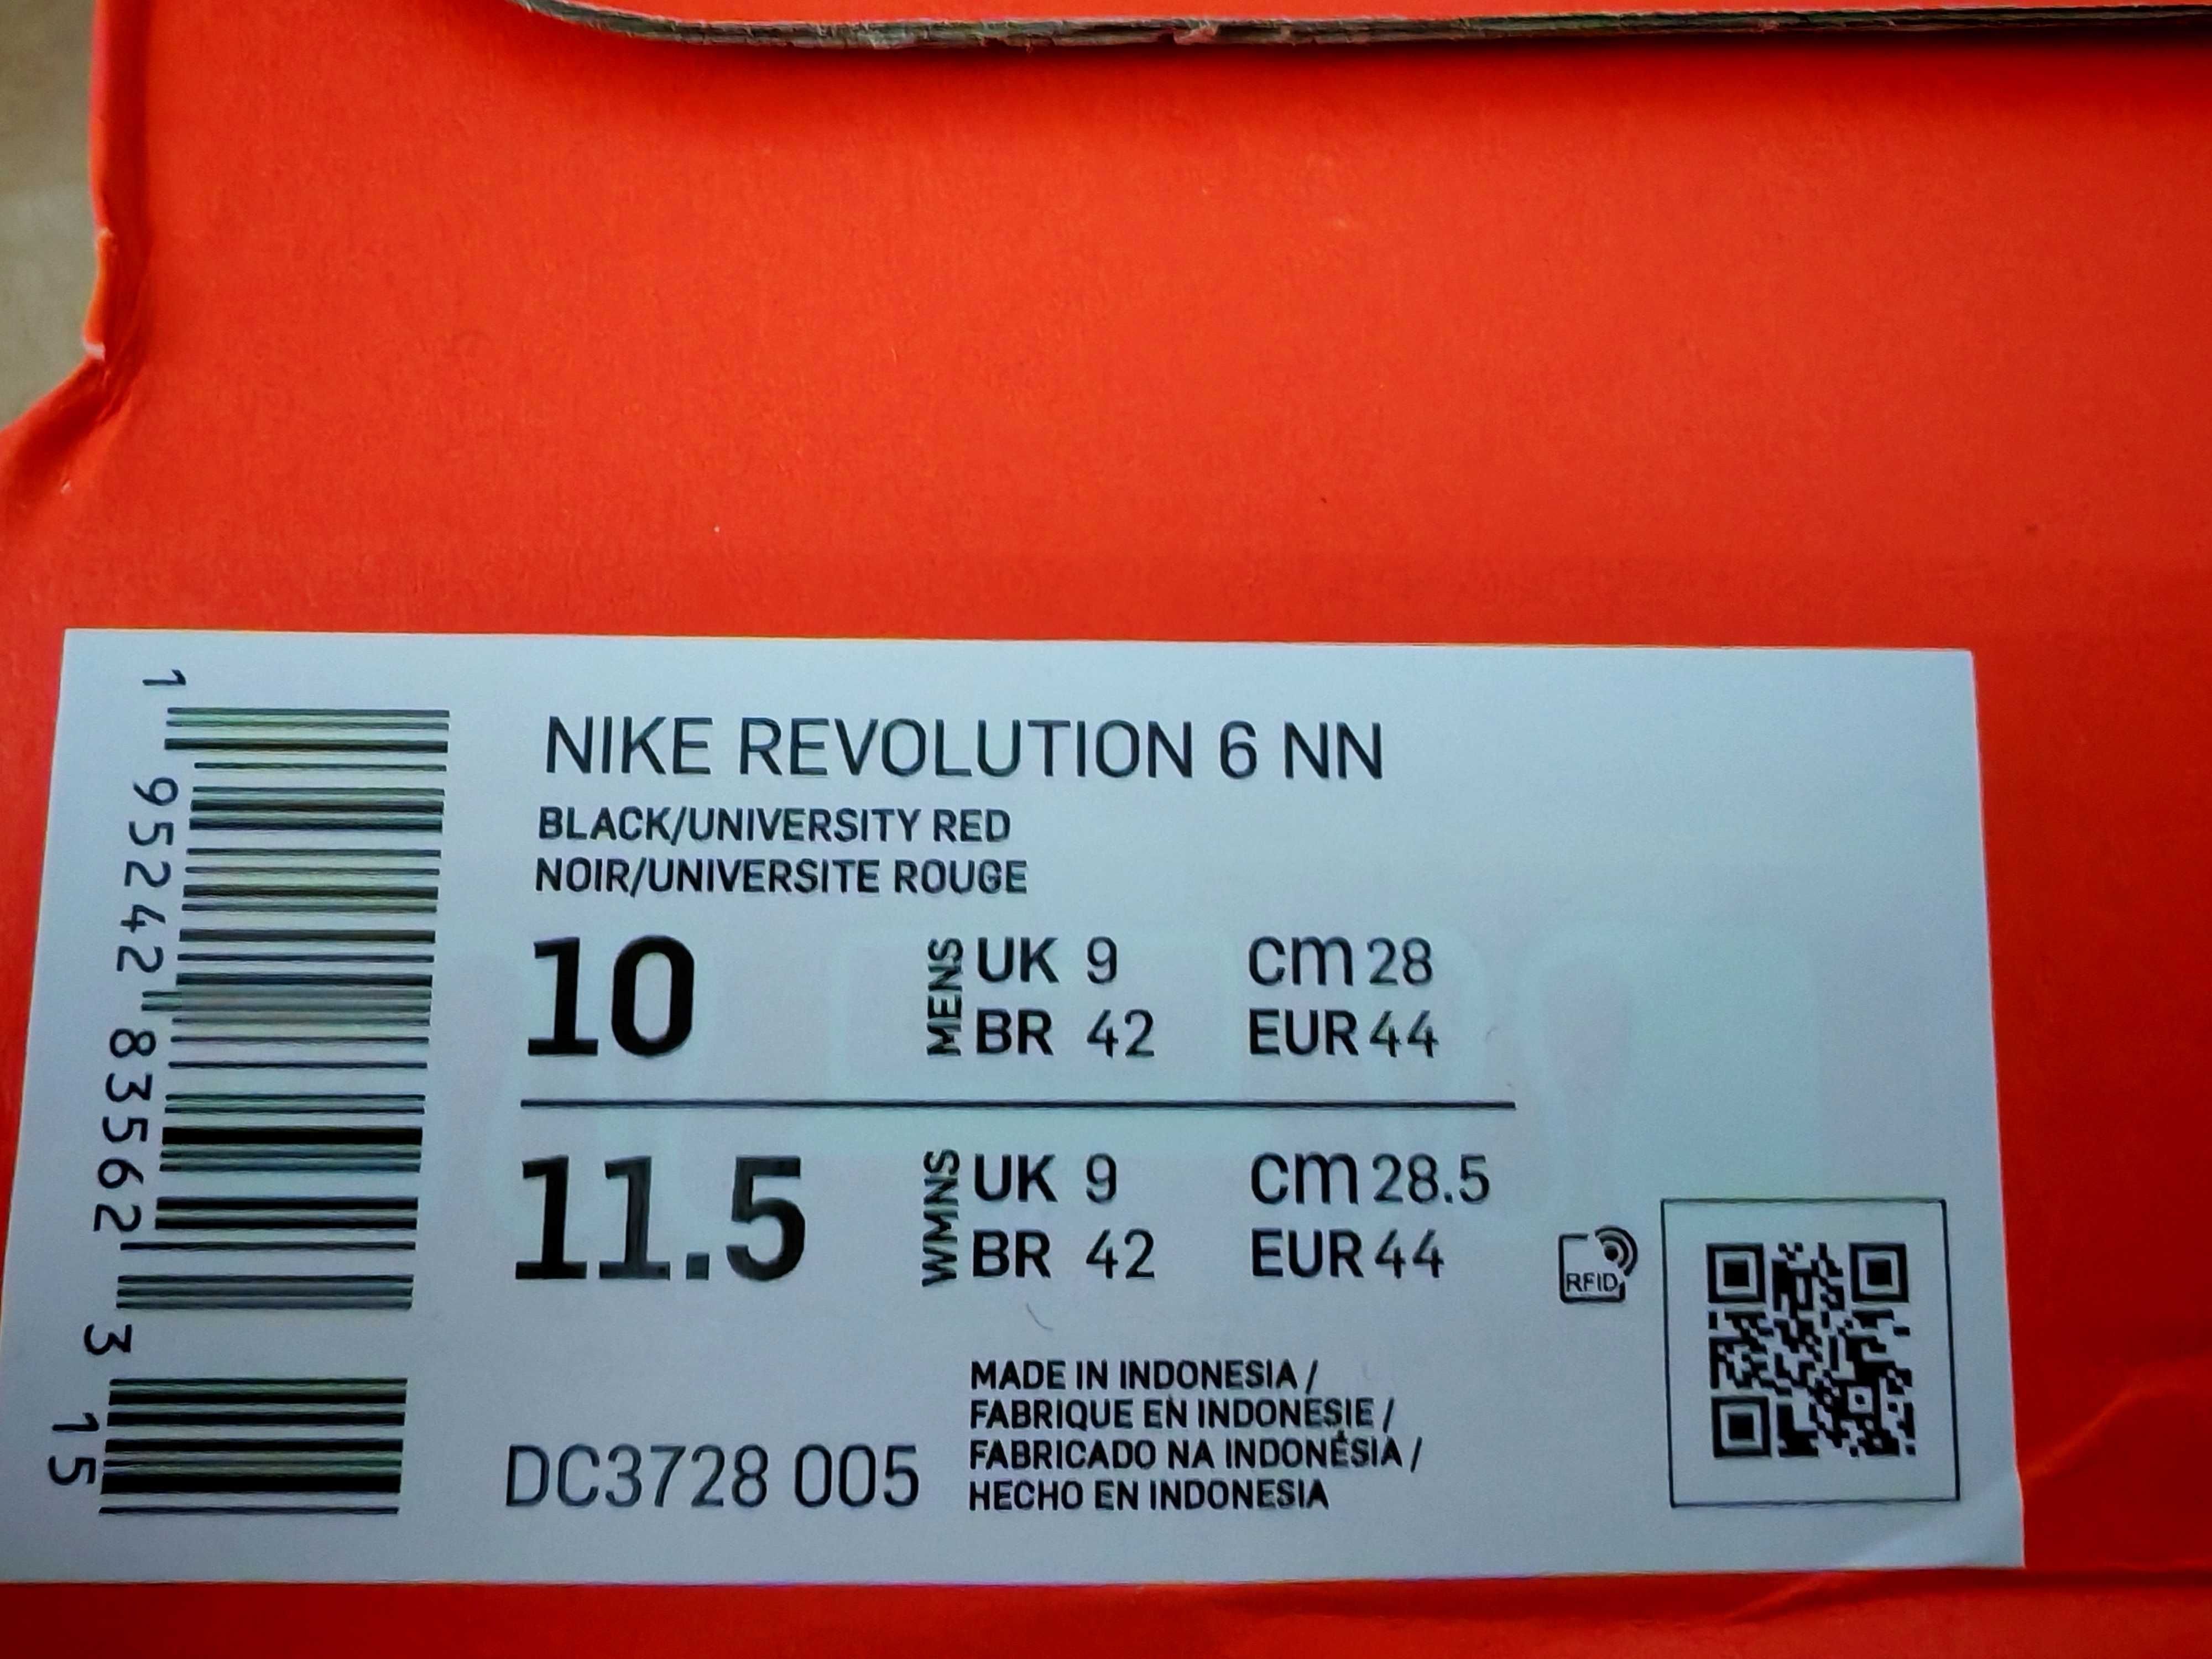 1 95242 83562 3 15
NIKE REVOLUTION 6 NN
BLACK/UNIVERSITY RED
NOIR/UNIVERSITE ROUGE
10 MENS UK 9 cm 28
BR 42 EUR 44
11.5 WMNS UK 9 cm 28.5
BR 42 EUR 44
RFID
DC3728 005
MADE IN INDONESIA /
FABRIQUE EN INDONÉSIE /
FABRICADO NA INDONÉSIA /
HECHO EN INDONESIA